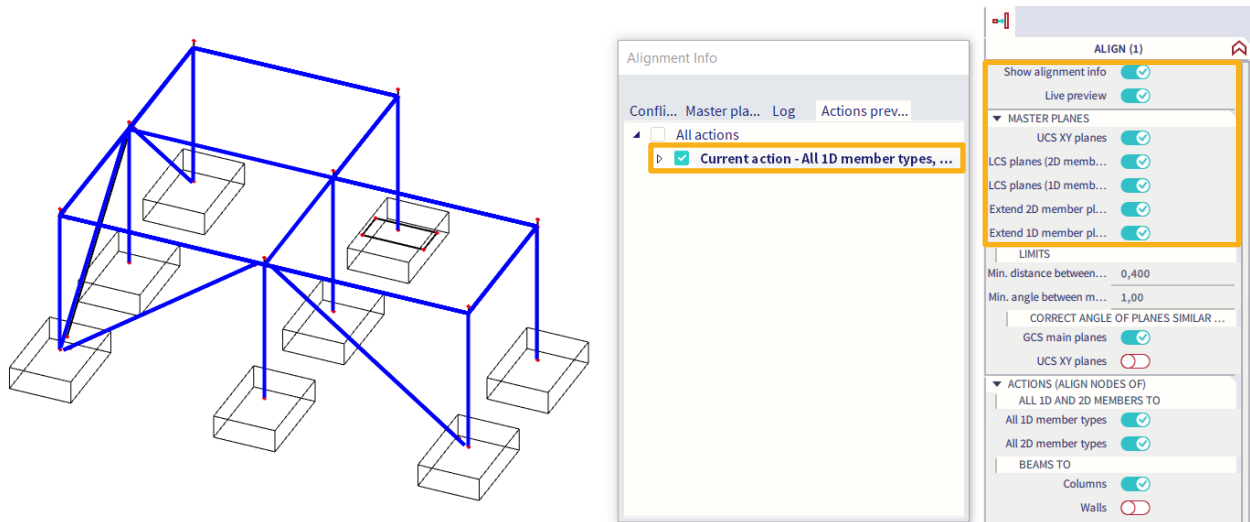 Alignment Info
Confli... Master pla... Log Actions prev...
All actions
Current action - All 1D member types, ...
ALIGN (1)
Show alignment info
Live preview
MASTER PLANES
UCS XY planes
LCS planes (2D memb...
LCS planes (1D memb...
Extend 2D member pl...
Extend 1D member pl...
LIMITS
Min. distance between... 0,400
Min. angle between m... 1,00
CORRECT ANGLE OF PLANES SIMILAR ...
GCS main planes
UCS XY planes
ACTIONS (ALIGN NODES OF)
ALL 1D AND 2D MEMBERS TO
All 1D member types
All 2D member types
BEAMS TO
Columns
Walls